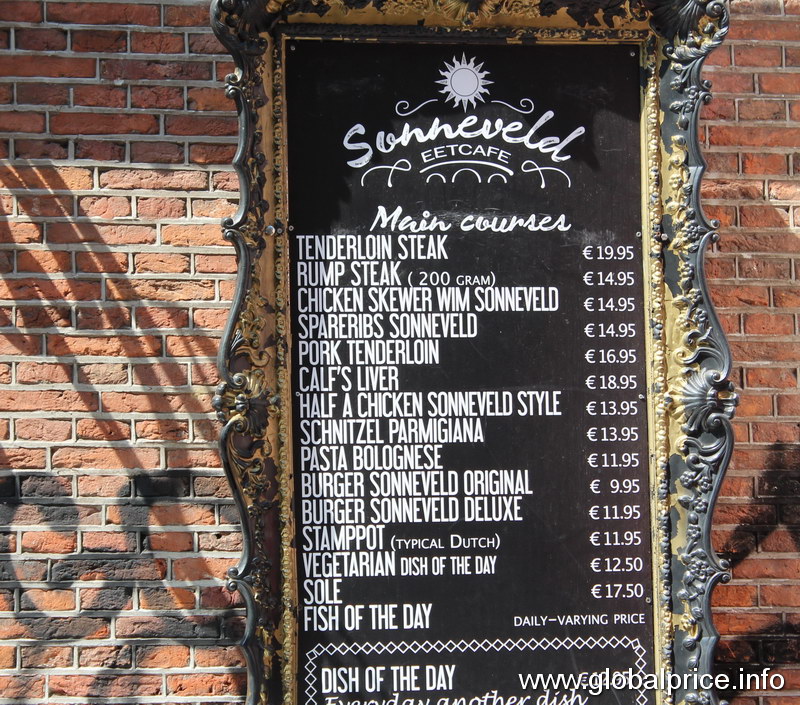 Sonneveld
EETCAFE
Main courses
TENDERLOIN STEAK € 19.95
RUMP STEAK ( 200 GRAM) € 14.95
CHICKEN SKEWER WIM SONNEVELD € 14.95
SPARERIBS SONNEVELD € 14.95
PORK TENDERLOIN € 16.95
CALF'S LIVER € 18.95
HALF A CHICKEN SONNEVELD STYLE € 13.95
SCHNITZEL PARMIGIANA € 13.95
PASTA BOLOGNESE € 11.95
BURGER SONNEVELD ORIGINAL € 9.95
BURGER SONNEVELD DELUXE € 11.95
STAMPPOT (TYPICAL DUTCH) € 11.95
VEGETARIAN DISH OF THE DAY € 12.50
SOLE € 17.50
FISH OF THE DAY DAILY-VARYING PRICE
DISH OF THE DAY
Everyday another dish
www.globalprice.info